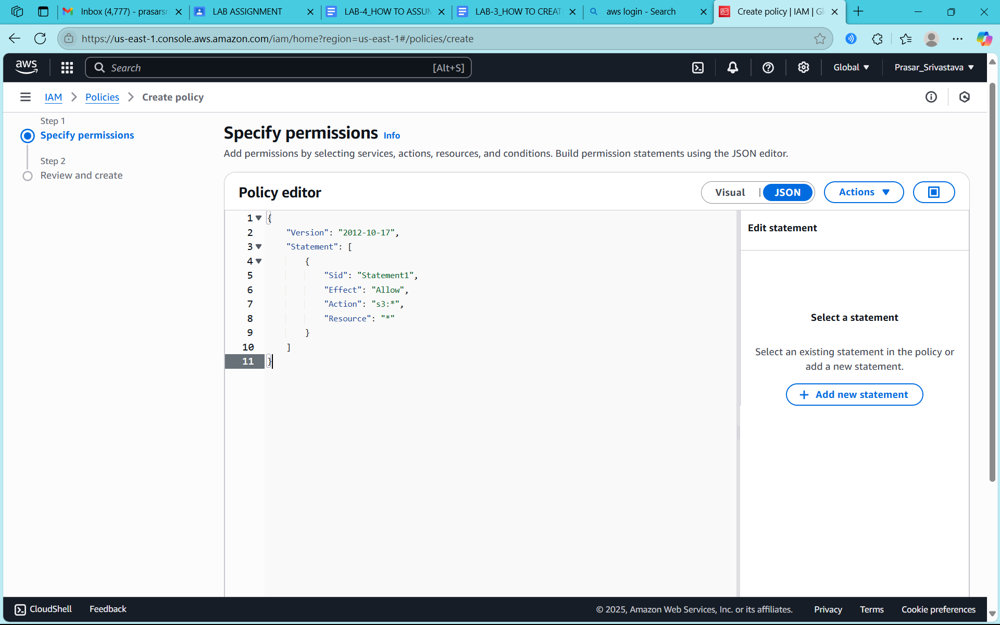 Inbox (4,777) - prasars
LAB ASSIGNMENT
LAB-4_HOW TO ASSU
LAB-3_HOW TO CREAT
aws login - Search
Create policy | IAM | Gl
https://us-east-1.console.aws.amazon.com/iam/home?region=us-east-1#/policies/create
aws
Search
[Alt+S]
Global
Prasar_Srivastava
IAM
Policies
Create policy
Step 1
Specify permissions
Step 2
Review and create
Specify permissions Info
Add permissions by selecting services, actions, resources, and conditions. Build permission statements using the JSON editor.
Policy editor
Visual
JSON
Actions
1 {
2 "Version": "2012-10-17",
3 "Statement": [
4 {
5 "Sid": "Statement1",
6 "Effect": "Allow",
7 "Action": "s3:*",
8 "Resource": "*"
9 }
10 ]
11 }
Edit statement
Select a statement
Select an existing statement in the policy or
add a new statement.
Add new statement
CloudShell
Feedback
© 2025, Amazon Web Services, Inc. or its affiliates.
Privacy
Terms
Cookie preferences